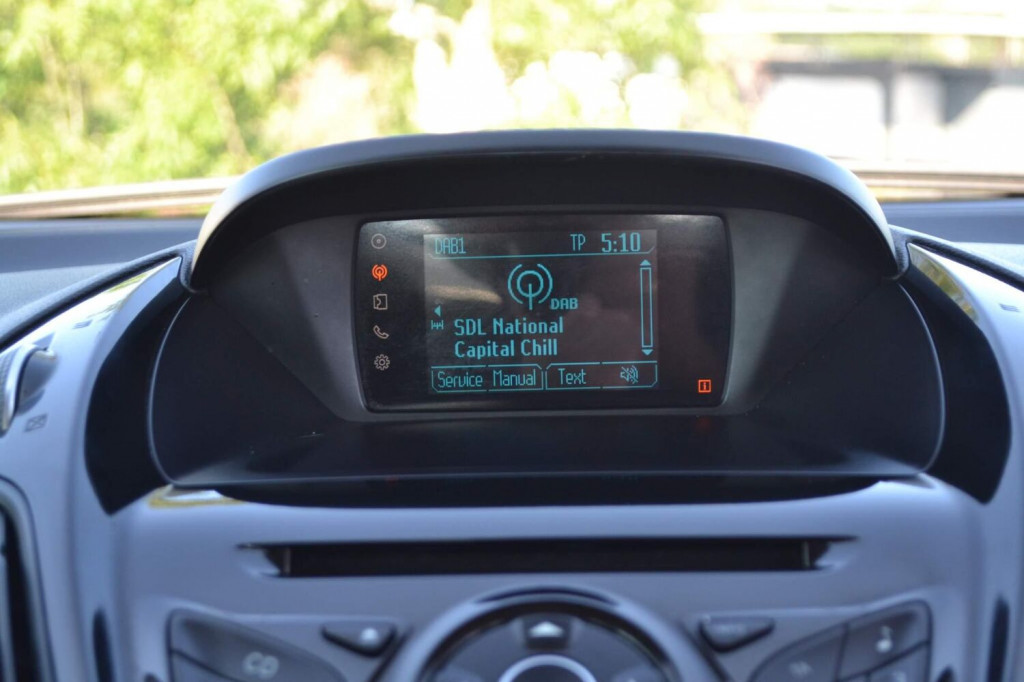 DAB1 TP 5:10
DAB
SDL National
Capital Chill
Service Manual Text
i
CD